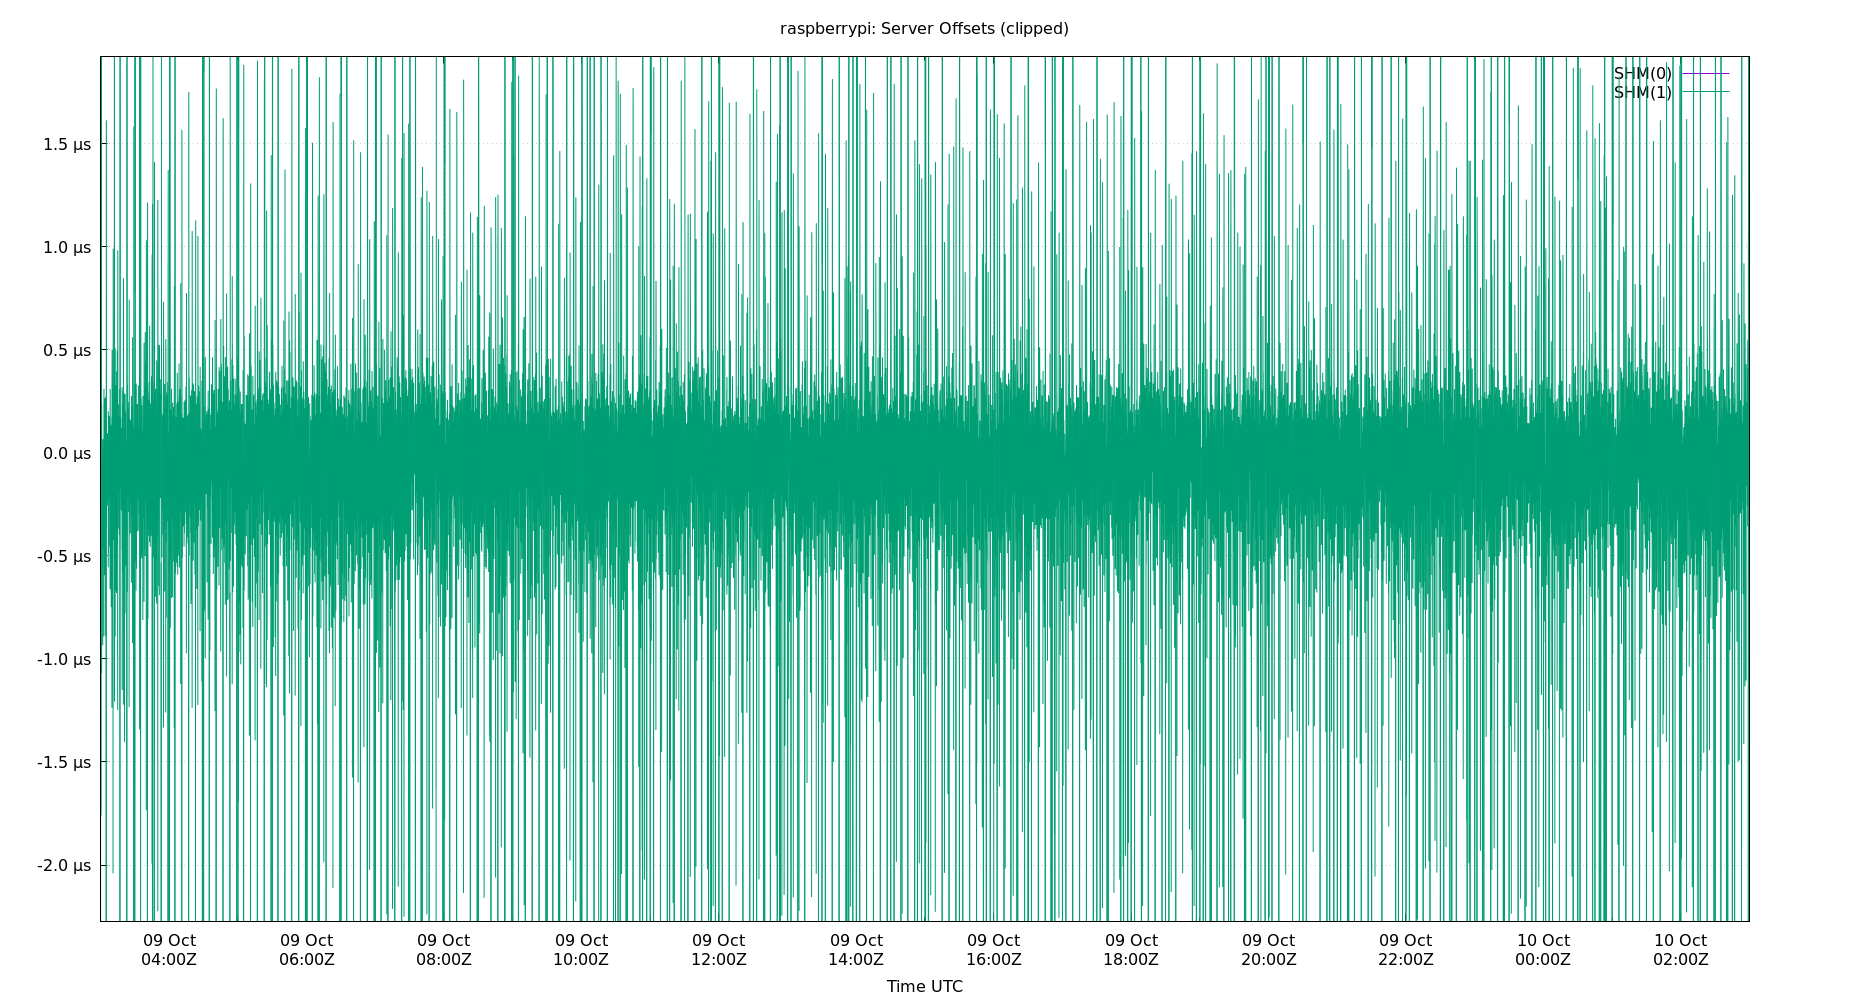 raspberrypi: Server Offsets (clipped)
SHM(0)
SHM(1)
1.5 µs
1.0 µs
0.5 µs
0.0 µs
-0.5 µs
-1.0 µs
-1.5 µs
-2.0 µs
09 Oct 09 Oct 09 Oct 09 Oct 09 Oct 09 Oct 09 Oct 09 Oct 09 Oct 09 Oct 10 Oct 10 Oct
04:00Z 06:00Z 08:00Z 10:00Z 12:00Z 14:00Z 16:00Z 18:00Z 20:00Z 22:00Z 00:00Z 02:00Z
Time UTC